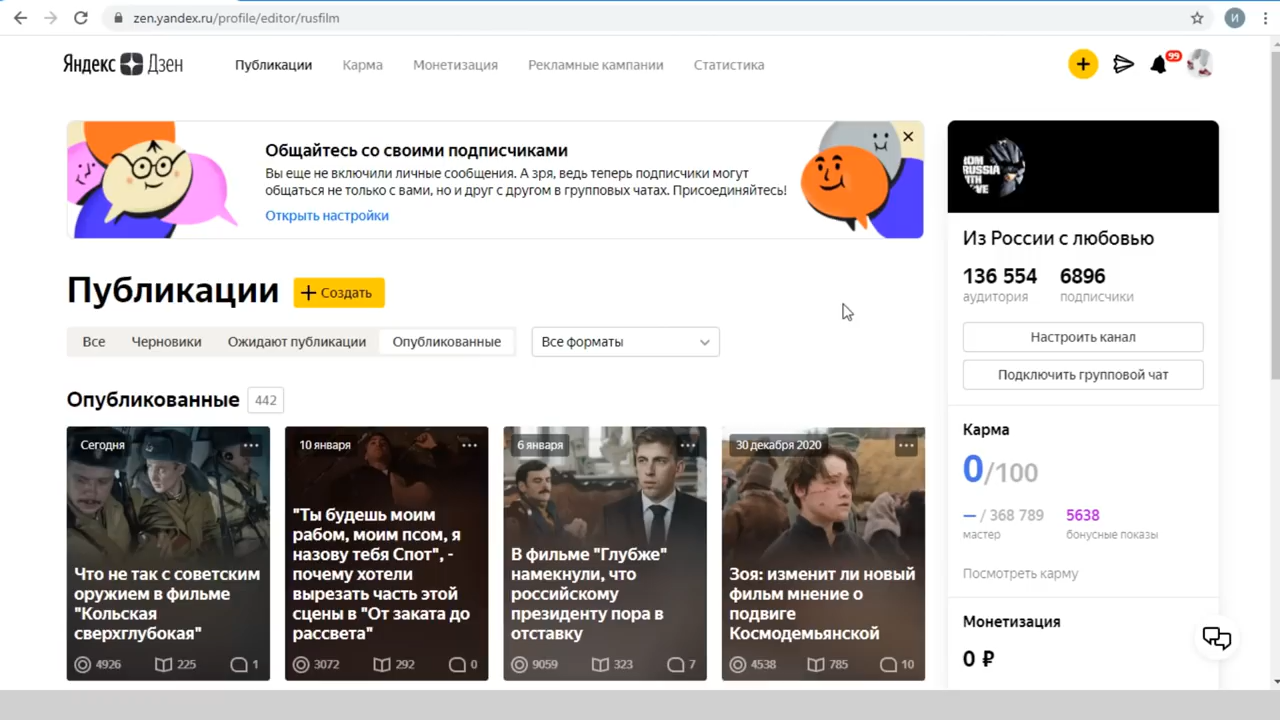 zen.yandex.ru/profile/editor/rusfilm
И
Яндекс Дзен
Публикации Карма Монетизация Рекламные кампании Статистика
99
Общайтесь со своими подписчиками
Вы еще не включили личные сообщения. А зря, ведь теперь подписчики могут
общаться не только с вами, но и друг с другом в групповых чатах. Присоединяйтесь!
Открыть настройки
Публикации
+ Создать
Все Черновики Ожидают публикации Опубликованные
Все форматы
Опубликованные 442
Сегодня
Что не так с советским
оружием в фильме
"Кольская
сверхглубокая"
4926 225 1
10 января
"Ты будешь моим
рабом, моим псом, я
назову тебя Спот", -
почему хотели
вырезать часть этой
сцены в "От заката до
рассвета"
3072 292 0
6 января
В фильме "Глубже"
намекнули, что
российскому
президенту пора в
отставку
9059 323 7
30 декабря 2020
Зоя: изменит ли новый
фильм мнение о
подвиге
Космодемьянской
4538 785 10
RUSSIA
Из России с любовью
136 554 6896
аудитория подписчики
Настроить канал
Подключить групповой чат
Карма
0/100
— / 368 789 5638
мастер бонусные показы
Посмотреть карму
Монетизация
0 ₽